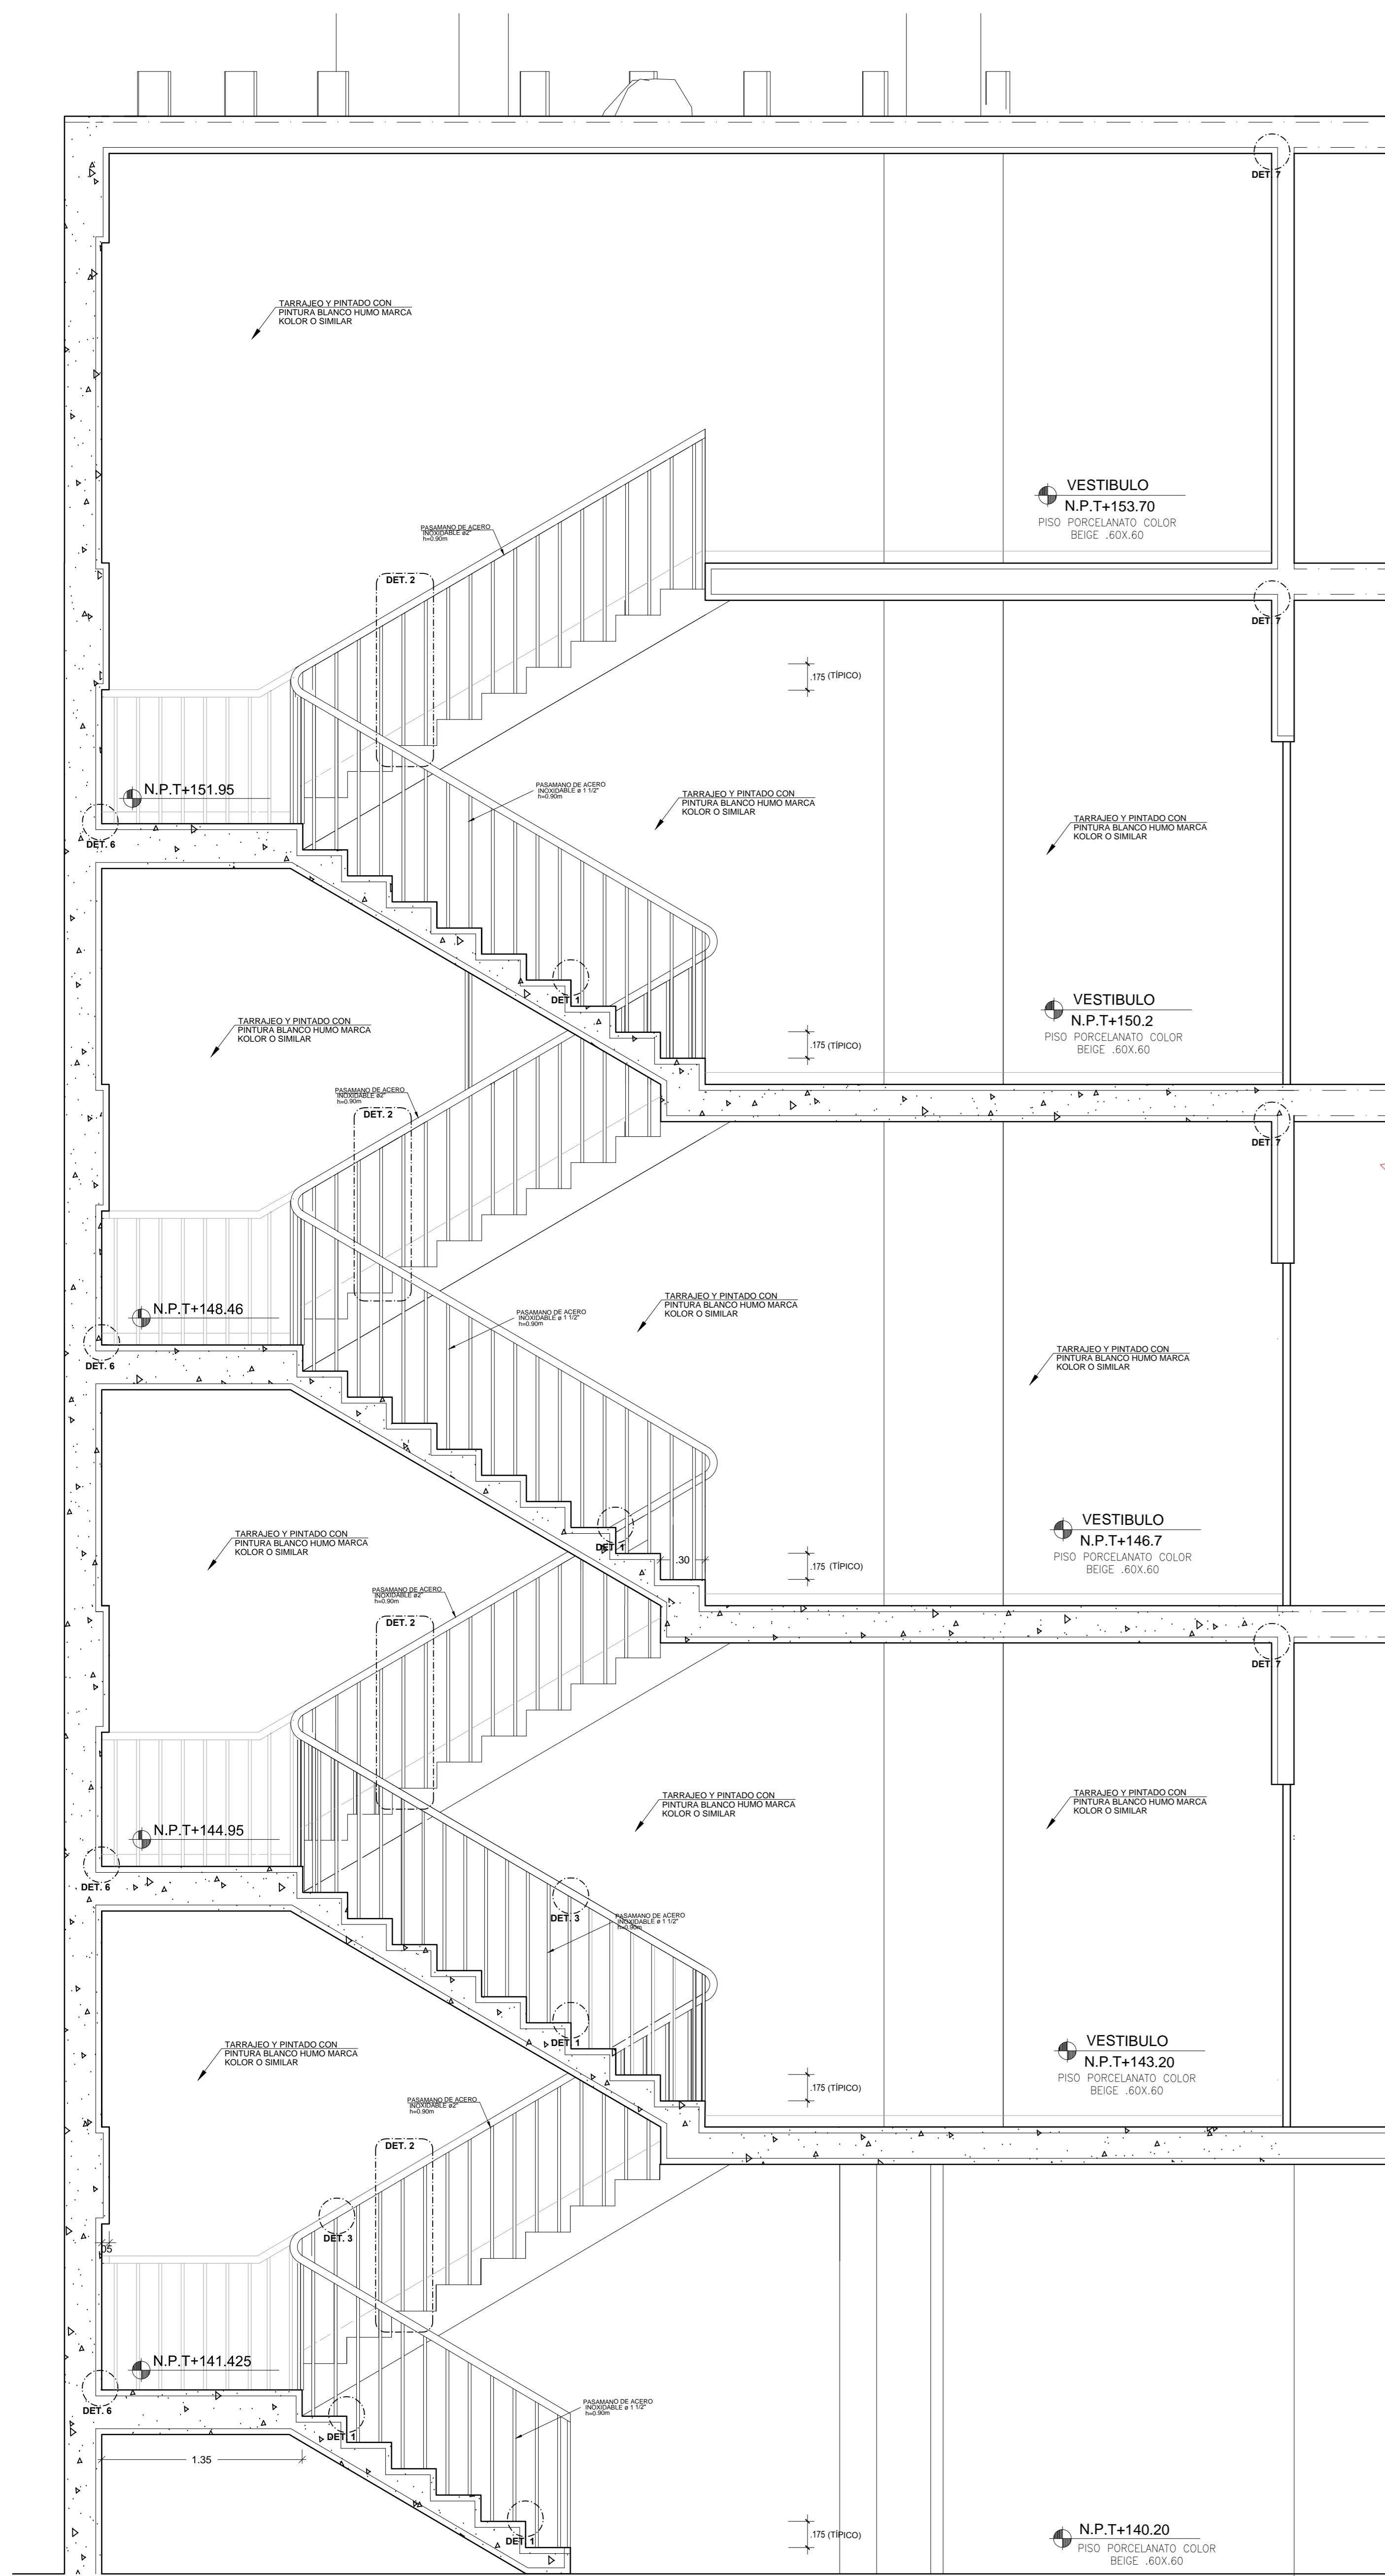 DET. 7
TARRAJEO Y PINTADO CON
PINTURA BLANCO HUMO MARCA
KOLOR O SIMILAR
VESTIBULO
N.P.T+153.70
PISO PORCELANATO COLOR
BEIGE .60X.60
PASAMANO DE ACERO
INOXIDABLE ø2"
h=0.90m
DET. 2
DET. 7
.175 (TÍPICO)
N.P.T+151.95
PASAMANO DE ACERO
INOXIDABLE ø 1 1/2"
h=0.90m
TARRAJEO Y PINTADO CON
PINTURA BLANCO HUMO MARCA
KOLOR O SIMILAR
TARRAJEO Y PINTADO CON
PINTURA BLANCO HUMO MARCA
KOLOR O SIMILAR
DET. 6
DET. 1
VESTIBULO
N.P.T+150.2
PISO PORCELANATO COLOR
BEIGE .60X.60
TARRAJEO Y PINTADO CON
PINTURA BLANCO HUMO MARCA
KOLOR O SIMILAR
.175 (TÍPICO)
PASAMANO DE ACERO
INOXIDABLE ø2"
h=0.90m
DET. 2
DET. 7
N.P.T+148.46
TARRAJEO Y PINTADO CON
PINTURA BLANCO HUMO MARCA
KOLOR O SIMILAR
PASAMANO DE ACERO
INOXIDABLE ø 1 1/2"
h=0.90m
TARRAJEO Y PINTADO CON
PINTURA BLANCO HUMO MARCA
KOLOR O SIMILAR
DET. 6
VESTIBULO
N.P.T+146.7
PISO PORCELANATO COLOR
BEIGE .60X.60
TARRAJEO Y PINTADO CON
PINTURA BLANCO HUMO MARCA
KOLOR O SIMILAR
DET. 1
.30
.175 (TÍPICO)
PASAMANO DE ACERO
INOXIDABLE ø2"
h=0.90m
DET. 2
DET. 7
TARRAJEO Y PINTADO CON
PINTURA BLANCO HUMO MARCA
KOLOR O SIMILAR
TARRAJEO Y PINTADO CON
PINTURA BLANCO HUMO MARCA
KOLOR O SIMILAR
N.P.T+144.95
DET. 6
DET. 3
PASAMANO DE ACERO
INOXIDABLE ø 1 1/2"
h=0.90m
DET. 1
VESTIBULO
N.P.T+143.20
PISO PORCELANATO COLOR
BEIGE .60X.60
TARRAJEO Y PINTADO CON
PINTURA BLANCO HUMO MARCA
KOLOR O SIMILAR
.175 (TÍPICO)
PASAMANO DE ACERO
INOXIDABLE ø2"
h=0.90m
DET. 2
DET. 3
.05
N.P.T+141.425
DET. 6
PASAMANO DE ACERO
INOXIDABLE ø 1 1/2"
h=0.90m
DET. 1
1.35
DET. 1
.175 (TÍPICO)
N.P.T+140.20
PISO PORCELANATO COLOR
BEIGE .60X.60